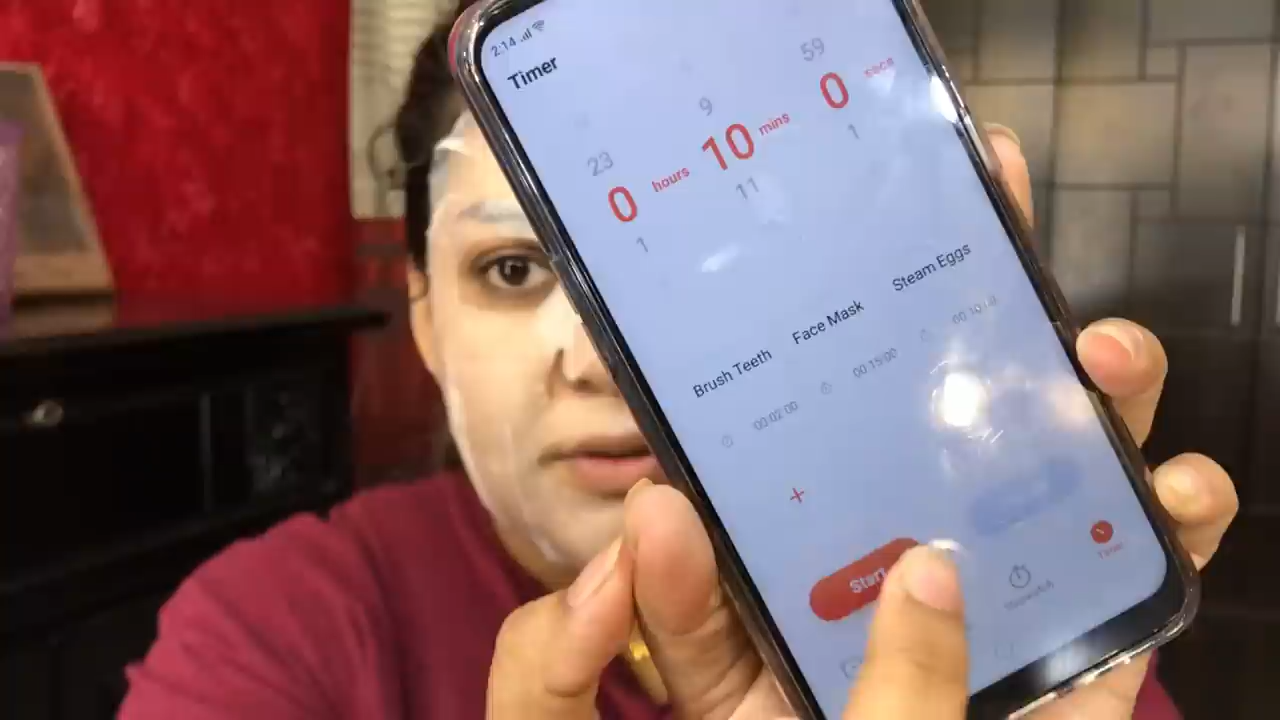 2:14
Timer
23 9 59
0 hours 10 mins 0 secs
1 11 1
Brush Teeth Face Mask Steam Eggs
00:02:00 00:15:00
+
Start
Timer